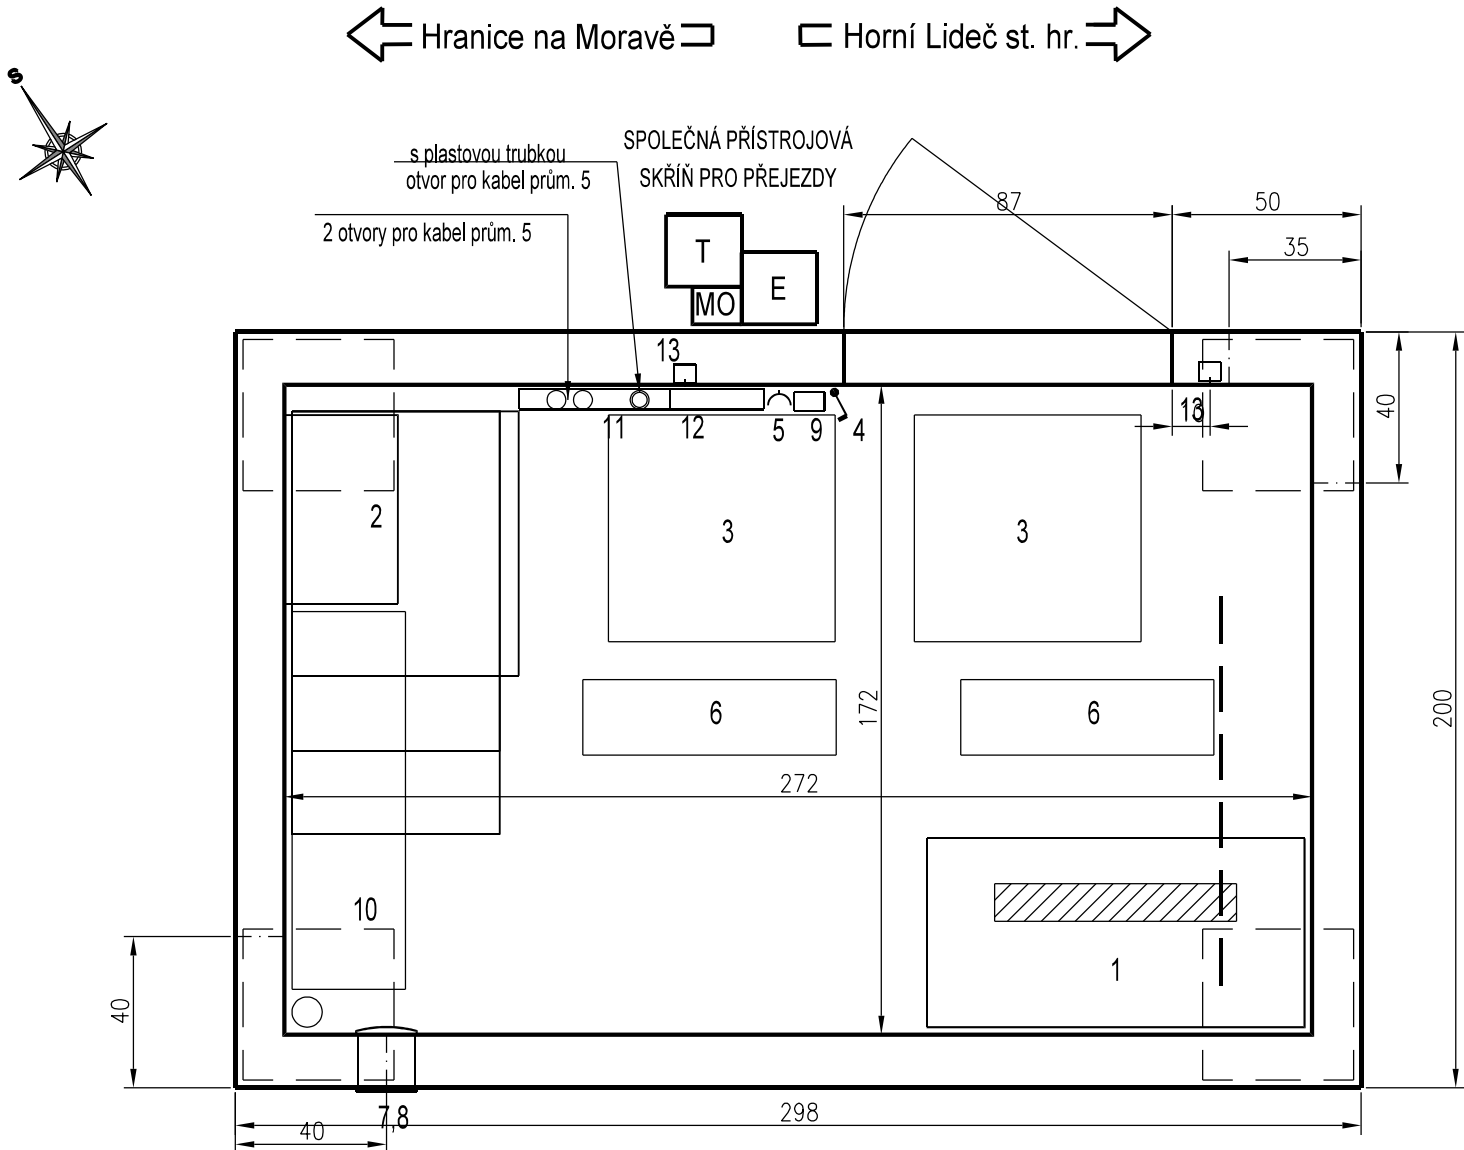 Hranice na Moravě
Horní Lideč st. hr.
S
s plastovou trubkou
otvor pro kabel prům. 5
SPOLEČNÁ PŘÍSTROJOVÁ
SKŘÍŇ PRO PŘEJEZDY
2 otvory pro kabel prům. 5
87
50
35
T
E
MO
13
11
12
5
9
4
13
40
2
3
3
6
6
172
200
272
10
1
40
7,8
298
40